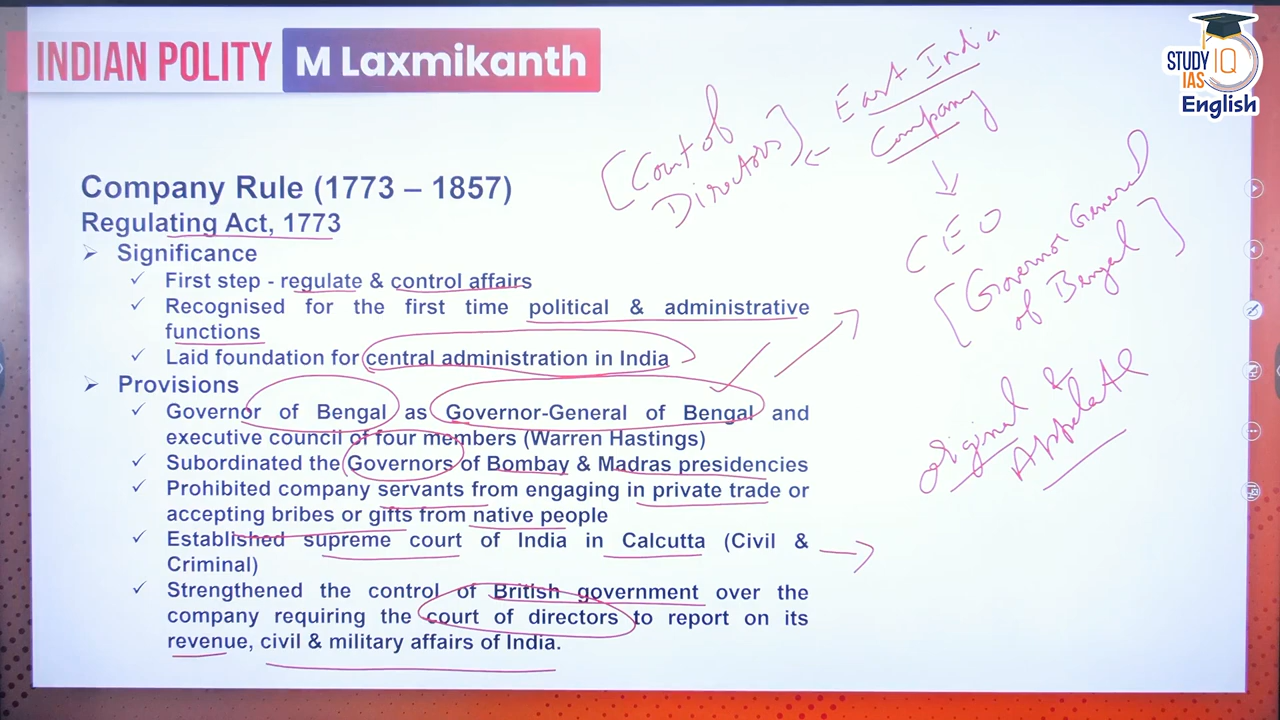 INDIAN POLITY M Laxmikanth
STUDY IQ
IAS
English
East India
Company
[Court of
Directors]
CEO
[Governor General
of Bengal]
original &
Appelate
Company Rule (1773 – 1857)
Regulating Act, 1773
➢ Significance
✓ First step - regulate & control affairs
✓ Recognised for the first time political & administrative
functions
✓ Laid foundation for central administration in India
➢ Provisions
✓ Governor of Bengal as Governor-General of Bengal and
executive council of four members (Warren Hastings)
✓ Subordinated the Governors of Bombay & Madras presidencies
✓ Prohibited company servants from engaging in private trade or
accepting bribes or gifts from native people
✓ Established supreme court of India in Calcutta (Civil &
Criminal)
✓ Strengthened the control of British government over the
company requiring the court of directors to report on its
revenue, civil & military affairs of India.